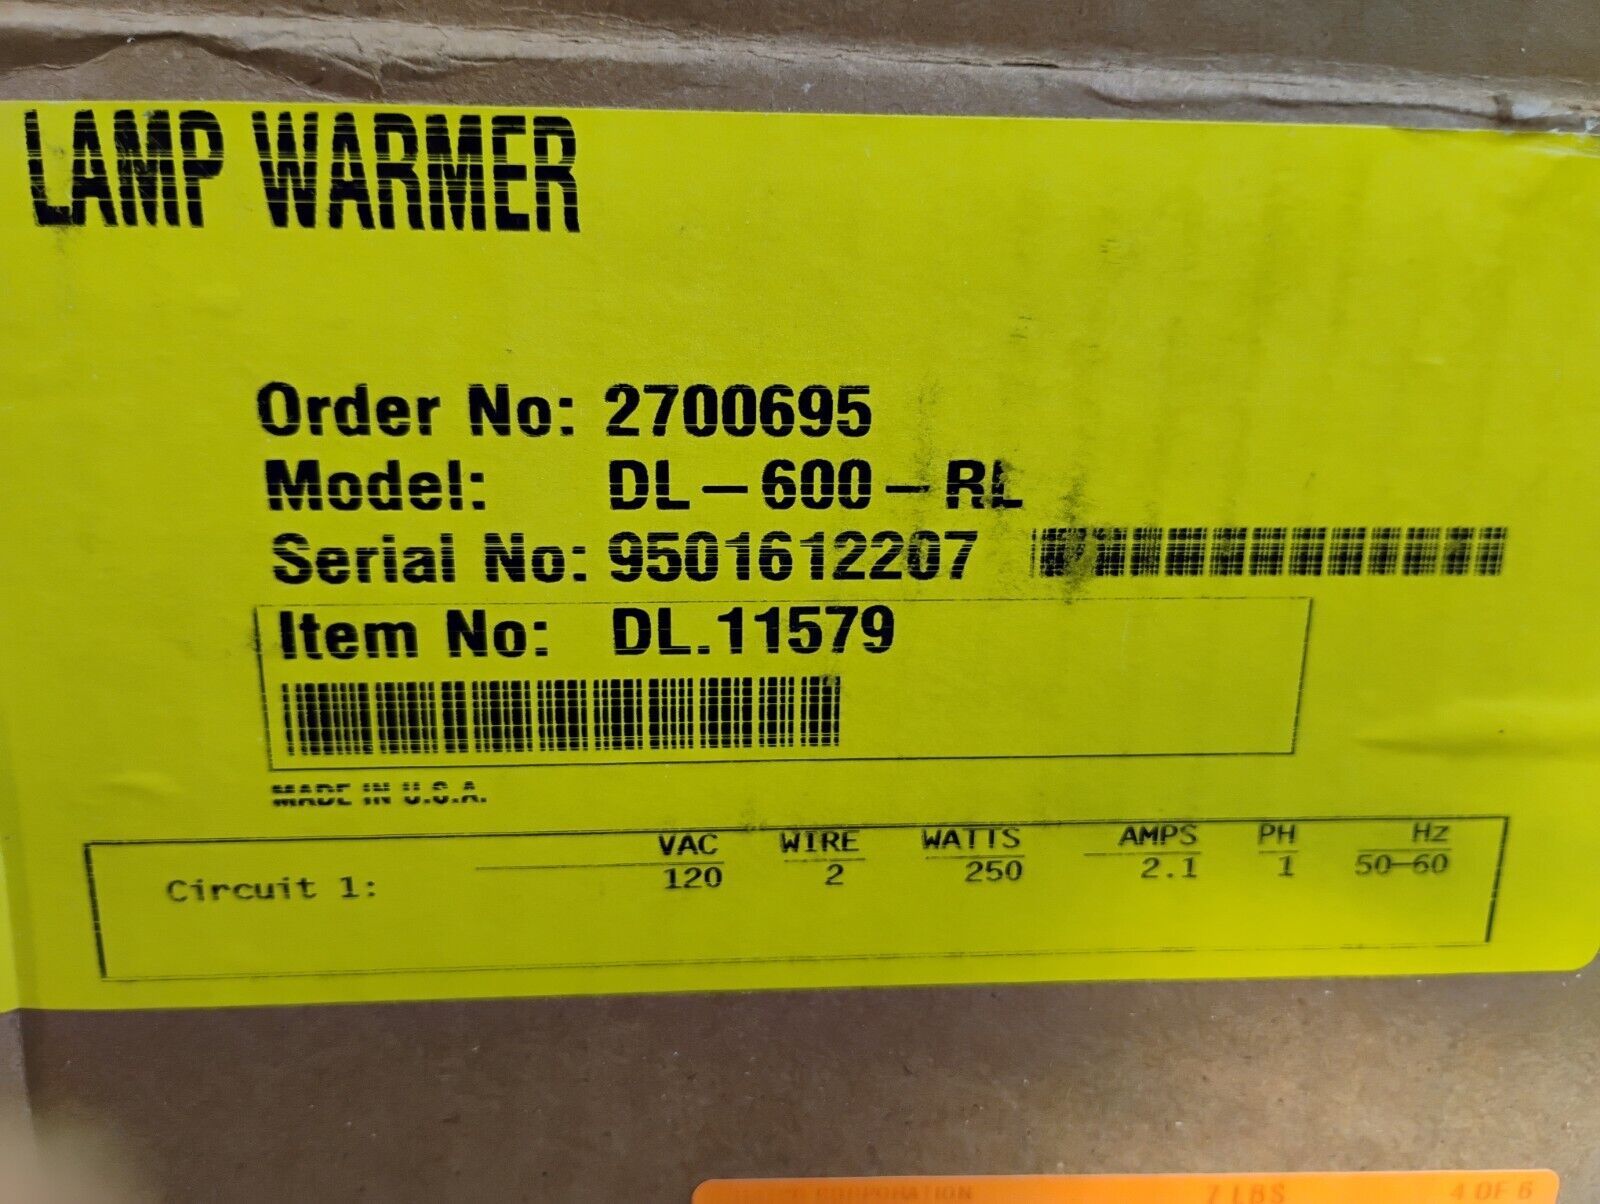 LAMP WARMER
Order No: 2700695
Model: DL-600-RL
Serial No: 9501612207
Item No: DL.11579
MADE IN U.S.A.
VAC WIRE WATTS AMPS PH Hz
Circuit 1: 120 2 250 2.1 1 50-60
CORPORATION 7 LBS 4 OF 6